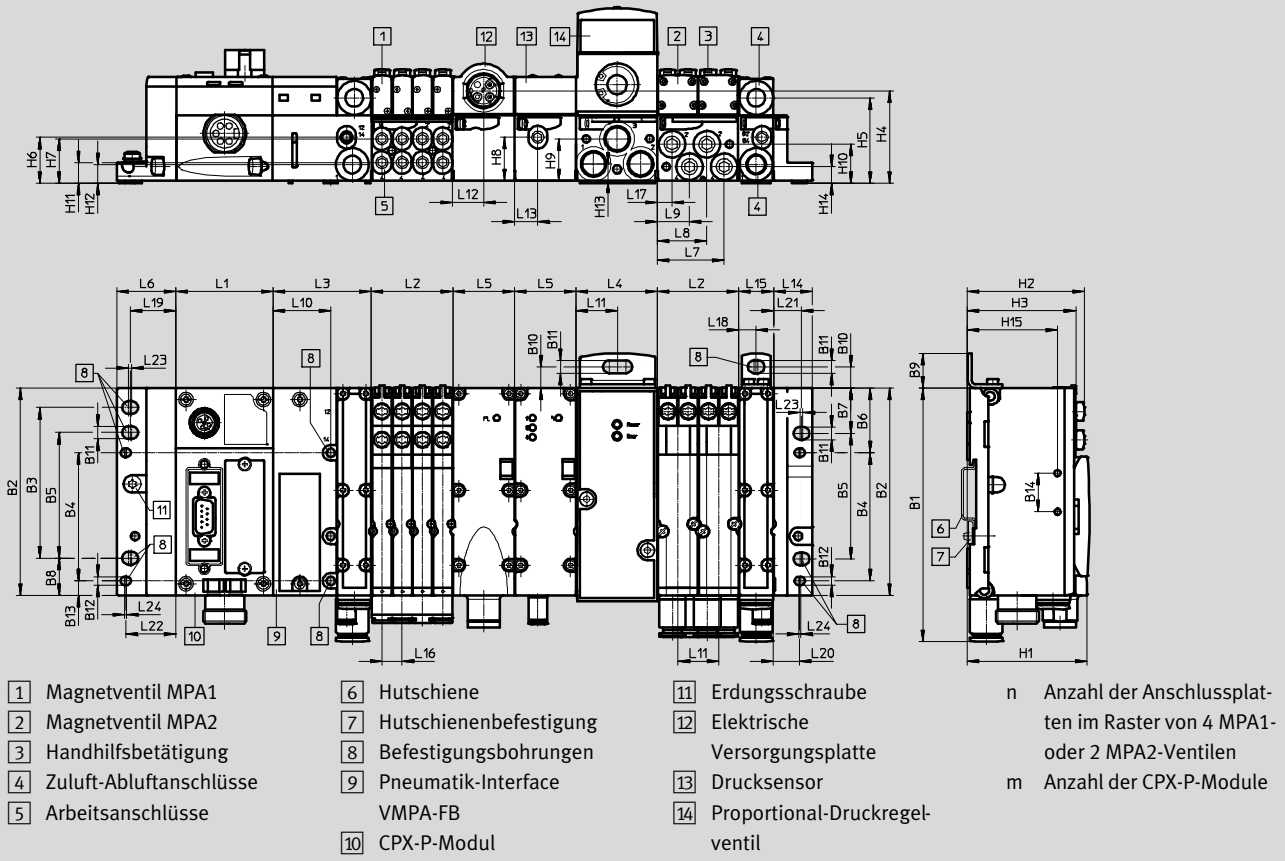 1 12 13 14 2 3 4
H6 H7 H11 H12 L12 H8 L13 H9 H13 L17 L9 L8 L7 H10 H14 H5 H4
5 4
L6 L1 L3 L2 L5 L5 L4 L2 L15 L14
L19 L10 L11 L21
L23 L18 H2 H3 H15
8 8 B10 B11 8 B11 B10 B9
L23 B7 B6
B2 B3 B5 B4 B11 B11 B5 B4 B2 B1 B14
11 6
8 7
B8 B12 B13 B12
L24 L22 10 9 8 L16 L11 L24 L20 8 H1
1 Magnetventil MPA1
2 Magnetventil MPA2
3 Handhilfsbetätigung
4 Zuluft-Abluftanschlüsse
5 Arbeitsanschlüsse
6 Hutschiene
7 Hutschienenbefestigung
8 Befestigungsbohrungen
9 Pneumatik-Interface
VMPA-FB
10 CPX-P-Modul
11 Erdungsschraube
12 Elektrische
Versorgungsplatte
13 Drucksensor
14 Proportional-Druckregel-
ventil
n Anzahl der Anschlussplat-
ten im Raster von 4 MPA1-
oder 2 MPA2-Ventilen
m Anzahl der CPX-P-Module